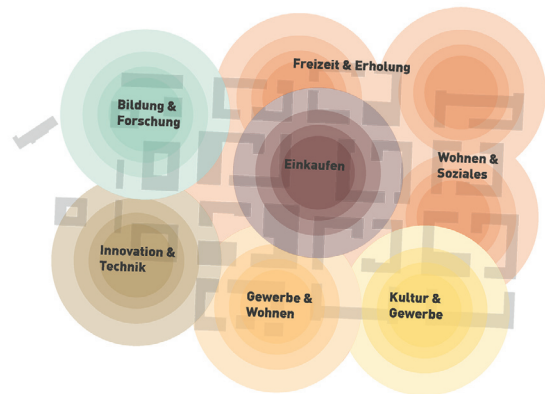 Freizeit & Erholung
Bildung &
Forschung
Einkaufen
Wohnen &
Soziales
Innovation &
Technik
Gewerbe &
Wohnen
Kultur &
Gewerbe